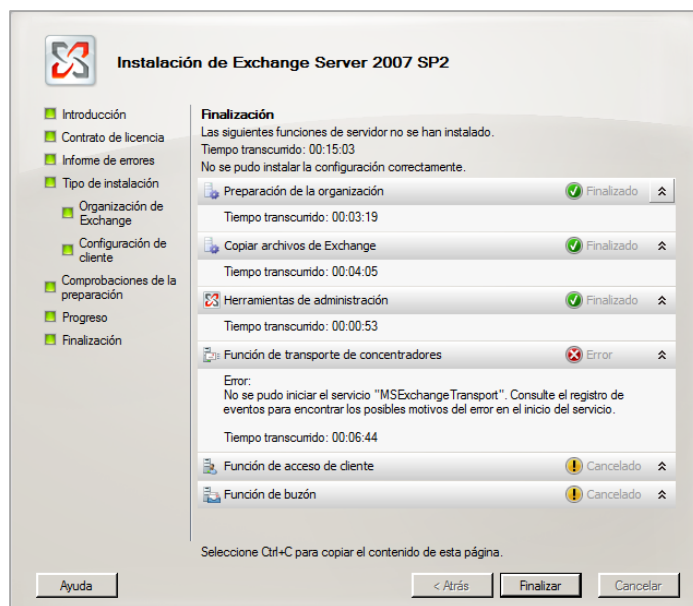 Instalación de Exchange Server 2007 SP2
Introducción
Contrato de licencia
Informe de errores
Tipo de instalación
Organización de
Exchange
Configuración de
cliente
Comprobaciones de la
preparación
Progreso
Finalización
Finalización
Las siguientes funciones de servidor no se han instalado.
Tiempo transcurrido: 00:15:03
No se pudo instalar la configuración correctamente.
Preparación de la organización Finalizado
Tiempo transcurrido: 00:03:19
Copiar archivos de Exchange Finalizado
Tiempo transcurrido: 00:04:05
Herramientas de administración Finalizado
Tiempo transcurrido: 00:00:53
Función de transporte de concentradores Error
Error:
No se pudo iniciar el servicio "MSExchangeTransport". Consulte el registro de
eventos para encontrar los posibles motivos del error en el inicio del servicio.
Tiempo transcurrido: 00:06:44
Función de acceso de cliente Cancelado
Función de buzón Cancelado
Seleccione Ctrl+C para copiar el contenido de esta página.
Ayuda < Atrás Finalizar Cancelar